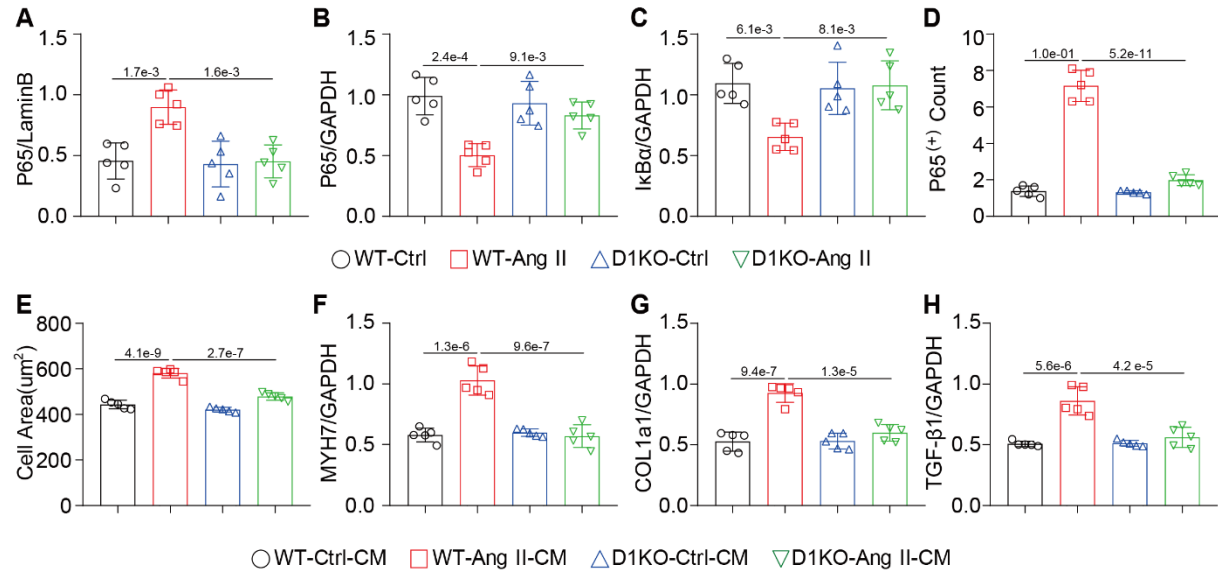 A
B
C
D
P65/LaminB
1.5
1.0
0.5
0.0
1.7e-3
1.6e-3
P65/GAPDH
1.5
1.0
0.5
0.0
2.4e-4
9.1e-3
IκBα/GAPDH
1.5
1.0
0.5
0.0
6.1e-3
8.1e-3
P65(+) Count
10
8
6
4
2
0
1.0e-01
5.2e-11
WT-Ctrl
WT-Ang II
D1KO-Ctrl
D1KO-Ang II
E
F
G
H
Cell Area(um²)
800
600
400
200
0
4.1e-9
2.7e-7
MYH7/GAPDH
1.5
1.0
0.5
0.0
1.3e-6
9.6e-7
COL1a1/GAPDH
1.5
1.0
0.5
0.0
9.4e-7
1.3e-5
TGF-β1/GAPDH
1.5
1.0
0.5
0.0
5.6e-6
4.2 e-5
WT-Ctrl-CM
WT-Ang II-CM
D1KO-Ctrl-CM
D1KO-Ang II-CM